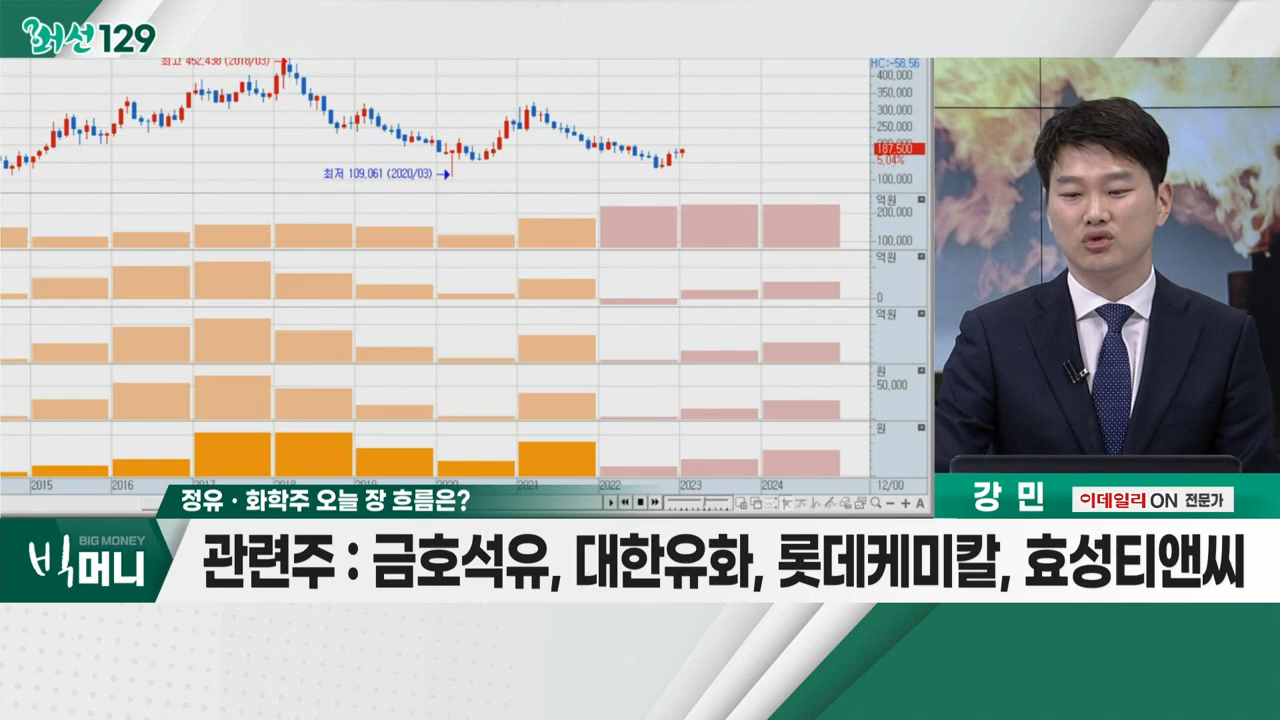 최선129
최고 452,438 (2018/03)
HC:-58.56
400,000
350,000
300,000
250,000
187,500
5.04%
최저 109,061 (2020/03)
100,000
억원
200,000
100,000
억원
0
억원
원
50,000
원
2015 2016 2017 2018 2019 2020 2021 2022 2023 2024 12/00
A
강 민
이데일리 ON 전문가
정유 · 화학주 오늘 장 흐름은?
BIG MONEY
빅머니
관련주 : 금호석유, 대한유화, 롯데케미칼, 효성티앤씨